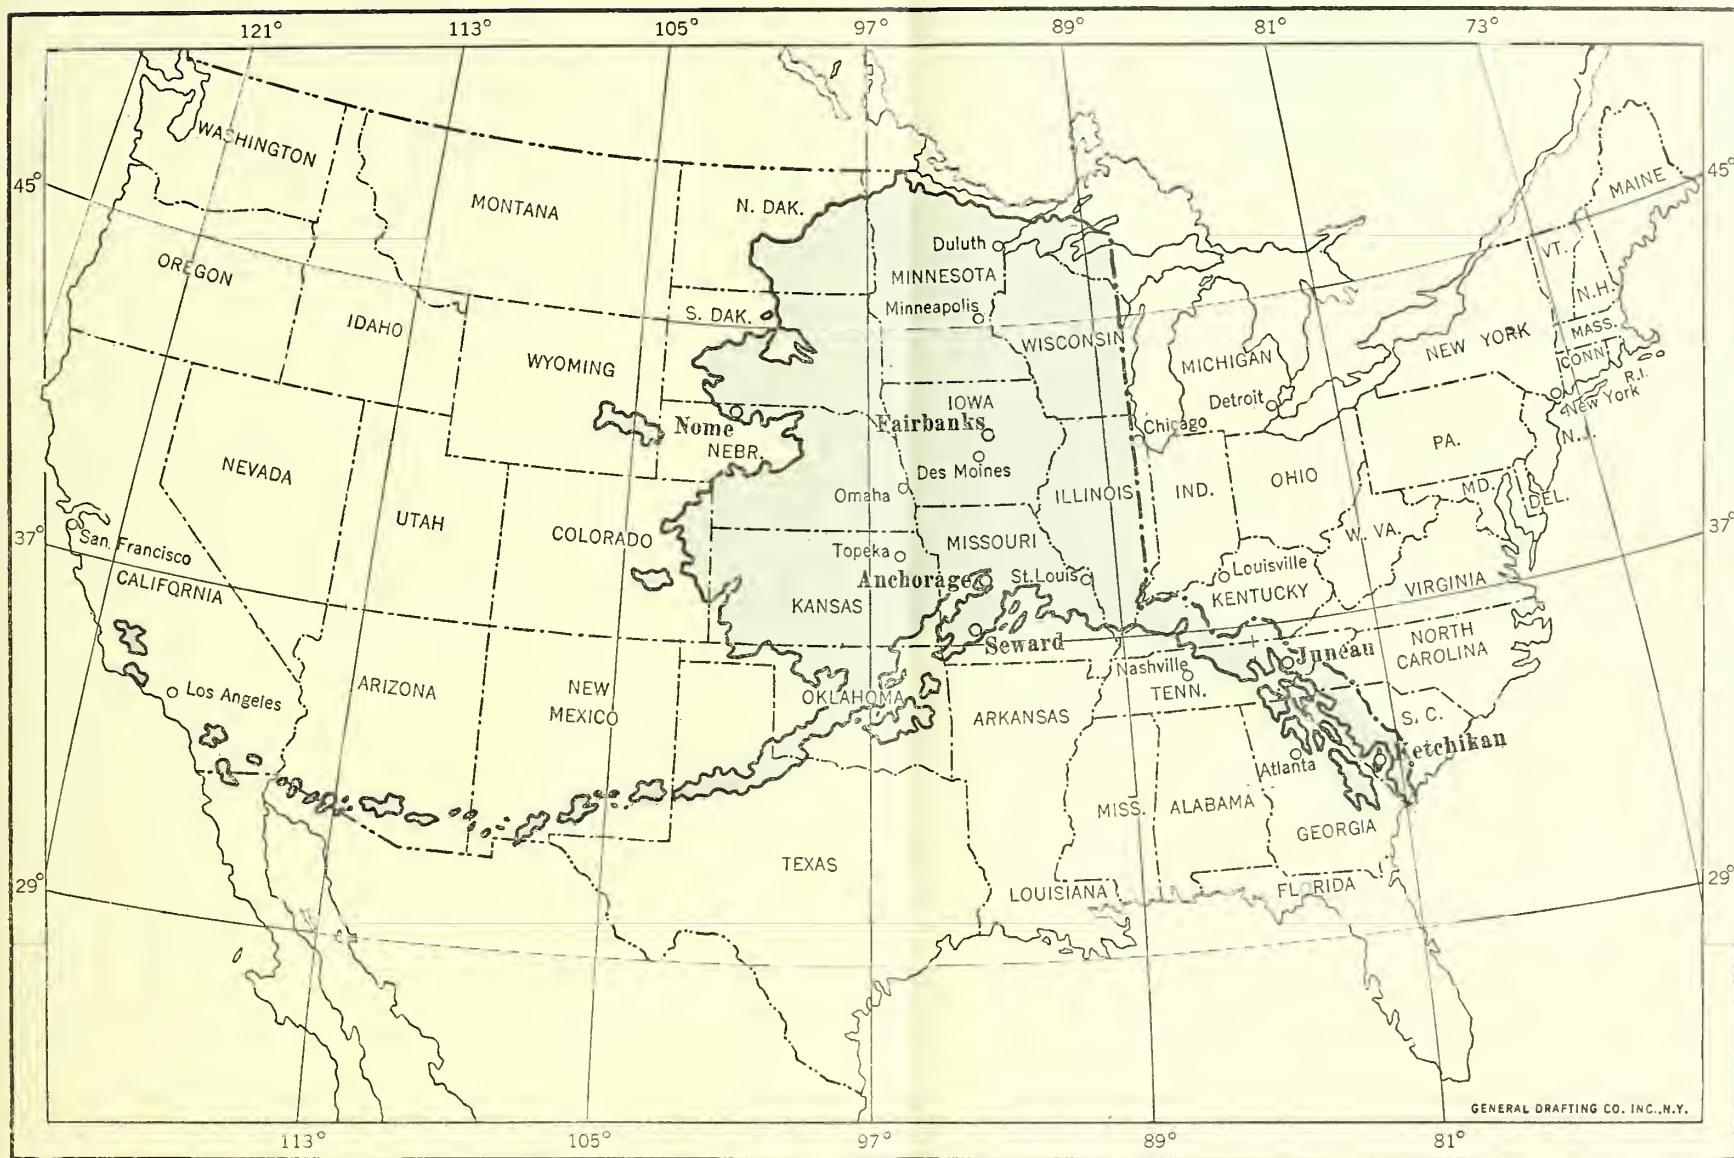 121° 113° 105° 97° 89° 81° 73°
45° 45°
37° 37°
29° 29°
WASHINGTON
MONTANA
N. DAK.
MAINE
OREGON
Duluth
MINNESOTA
VT.
IDAHO
S. DAK.
Minneapolis
N.H.
WYOMING
WISCONSIN
MICHIGAN
NEW YORK
MASS.
CONN.
R.I.
IOWA
Detroit
New York
Nome
Fairbanks
Chicago
NEBR.
PA.
N.J.
NEVADA
Des Moines
OHIO
Omaha
ILLINOIS
IND.
MD.
DEL.
UTAH
COLORADO
MISSOURI
W. VA.
San Francisco
Topeka
CALIFORNIA
Anchorage
St. Louis
Louisville
KENTUCKY
VIRGINIA
KANSAS
Seward
Juneau
NORTH
CAROLINA
Los Angeles
ARIZONA
NEW
MEXICO
OKLAHOMA
Nashville
TENN.
ARKANSAS
S. C.
Ketchikan
Atlanta
MISS.
ALABAMA
GEORGIA
TEXAS
LOUISIANA
FLORIDA
GENERAL DRAFTING CO. INC., N.Y.
113° 105° 97° 89° 81°